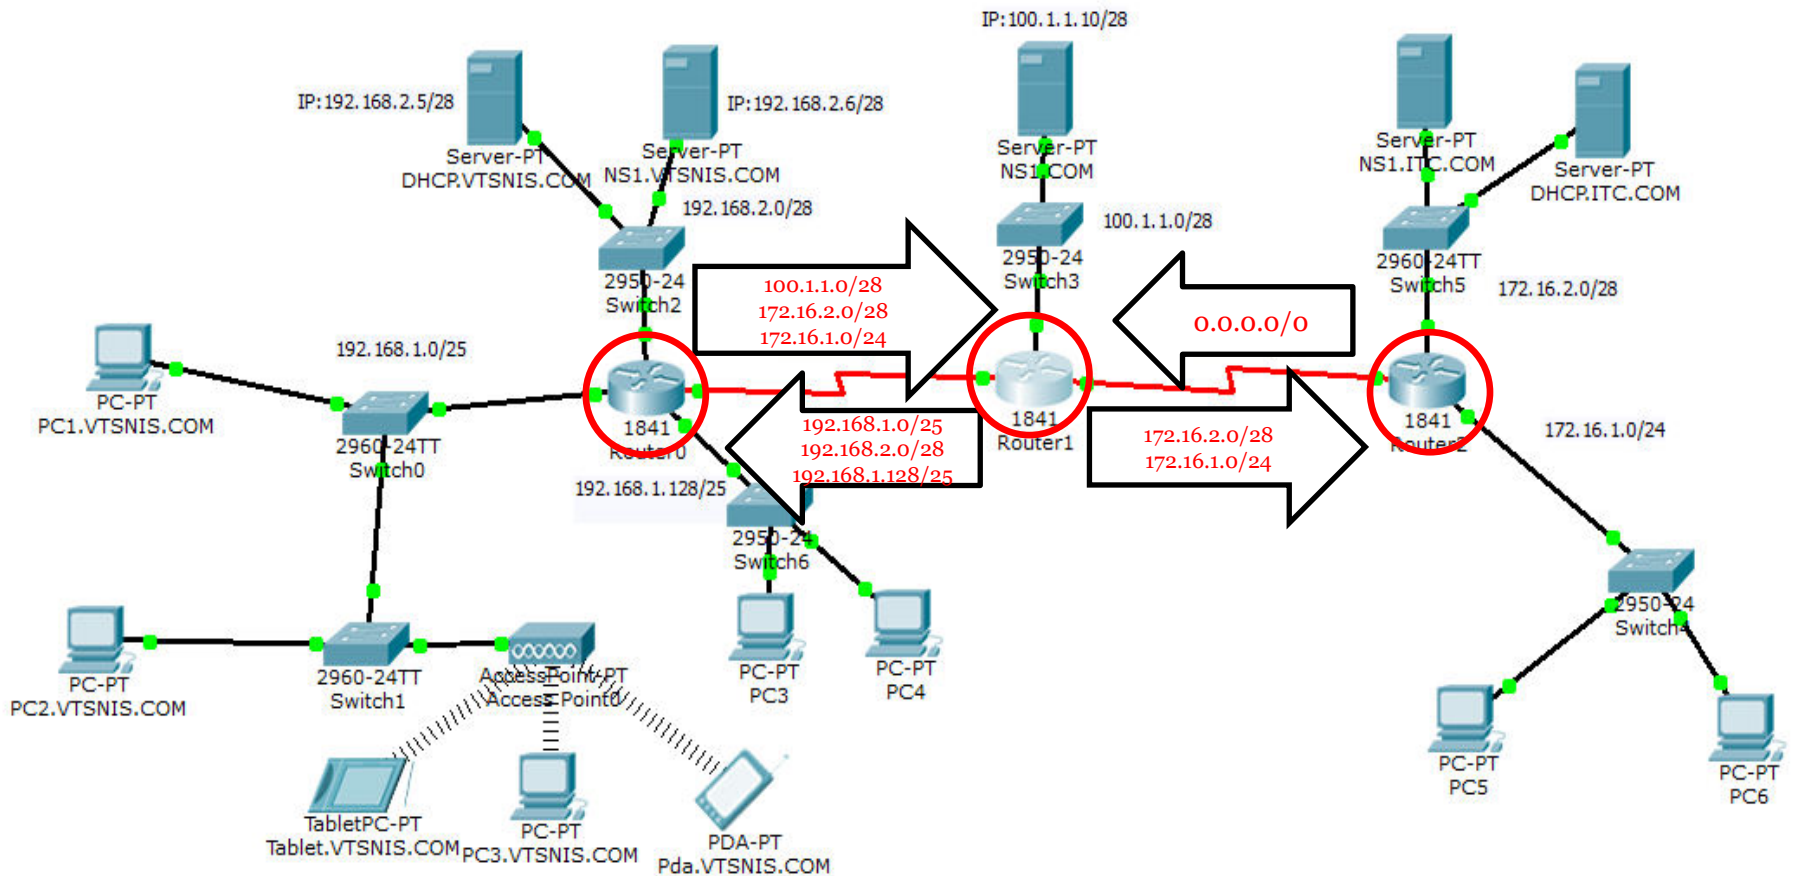 IP:100.1.1.10/28
IP:192.168.2.5/28
IP:192.168.2.6/28
Server-PT
DHCP.VTSNIS.COM
Server-PT
NS1.VTSNIS.COM
192.168.2.0/28
Server-PT
NS1.COM
Server-PT
NS1.ITC.COM
Server-PT
DHCP.ITC.COM
100.1.1.0/28
2950-24
Switch2
2950-24
Switch3
2960-24TT
Switch5
172.16.2.0/28
100.1.1.0/28
172.16.2.0/28
172.16.1.0/24
0.0.0.0/0
192.168.1.0/25
PC-PT
PC1.VTSNIS.COM
2960-24TT
Switch0
1841
Router0
1841
Router1
1841
Router2
192.168.1.0/25
192.168.2.0/28
192.168.1.128/25
172.16.2.0/28
172.16.1.0/24
172.16.1.0/24
192.168.1.128/25
2950-24
Switch6
2950-24
Switch4
PC-PT
PC2.VTSNIS.COM
2960-24TT
Switch1
AccessPoint-PT
Access Point0
PC-PT
PC3
PC-PT
PC4
PC-PT
PC5
PC-PT
PC6
TabletPC-PT
Tablet.VTSNIS.COM
PC-PT
PC3.VTSNIS.COM
PDA-PT
Pda.VTSNIS.COM